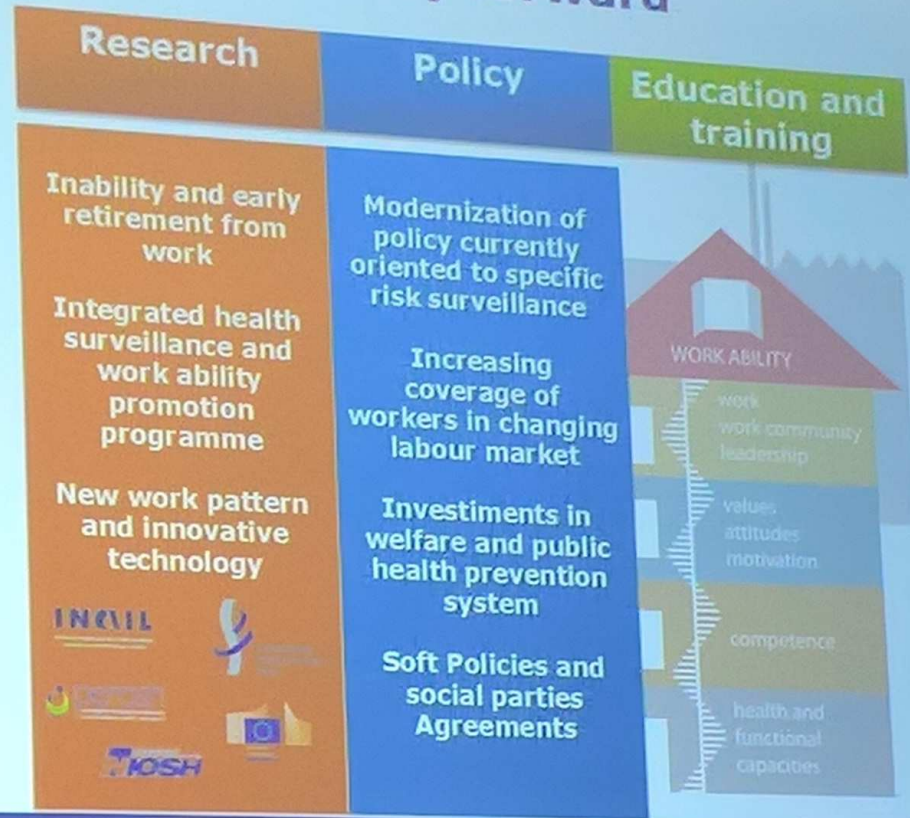 Research
Inability and early
retirement from
work
Integrated health
surveillance and
work ability
promotion
programme
New work pattern
and innovative
technology
INAIL
NIOSH
Policy
Modernization of
policy currently
oriented to specific
risk surveillance
Increasing
coverage of
workers in changing
labour market
Investiments in
welfare and public
health prevention
system
Soft Policies and
social parties
Agreements
Education and
training
WORK ABILITY
work
work community
leadership
values
attitudes
motivation
competence
health and
functional
capacities